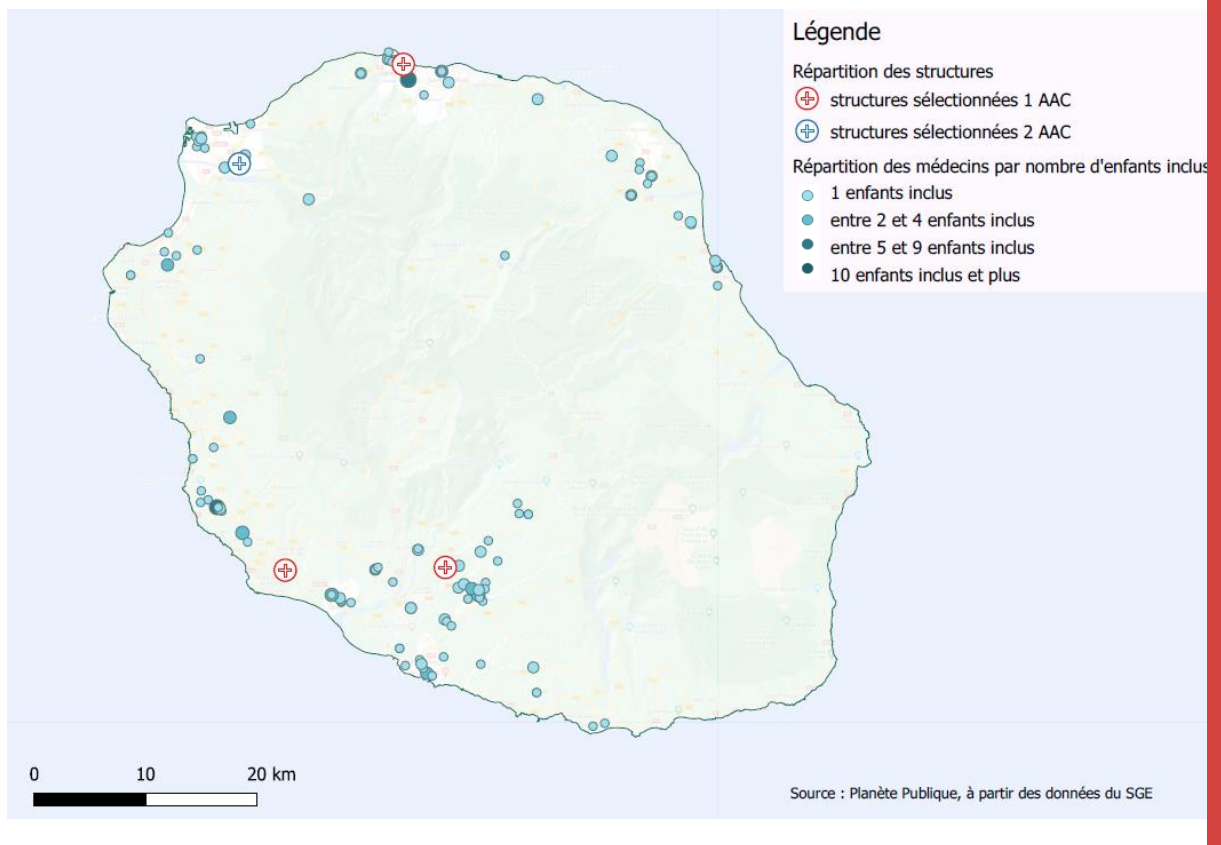 Légende
Répartition des structures
structures sélectionnées 1 AAC
structures sélectionnées 2 AAC
Répartition des médecins par nombre d'enfants inclus
1 enfants inclus
entre 2 et 4 enfants inclus
entre 5 et 9 enfants inclus
10 enfants inclus et plus
0 10 20 km
Source : Planète Publique, à partir des données du SGE